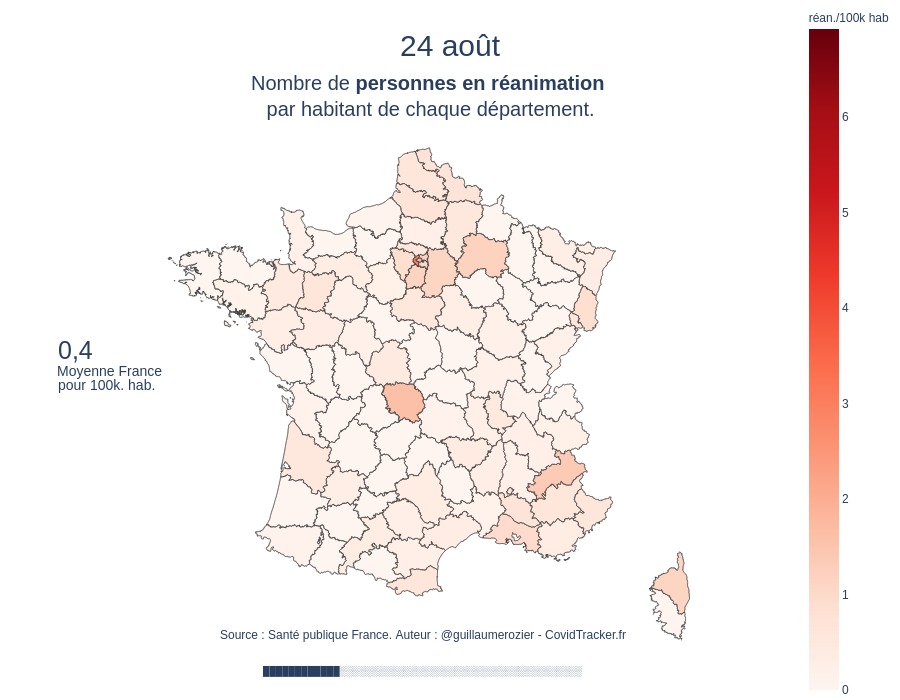 réan./100k hab
24 août
Nombre de personnes en réanimation
par habitant de chaque département.
6
5
4
3
2
1
0
0,4
Moyenne France
pour 100k. hab.
Source : Santé publique France. Auteur : @guillaumerozier - CovidTracker.fr